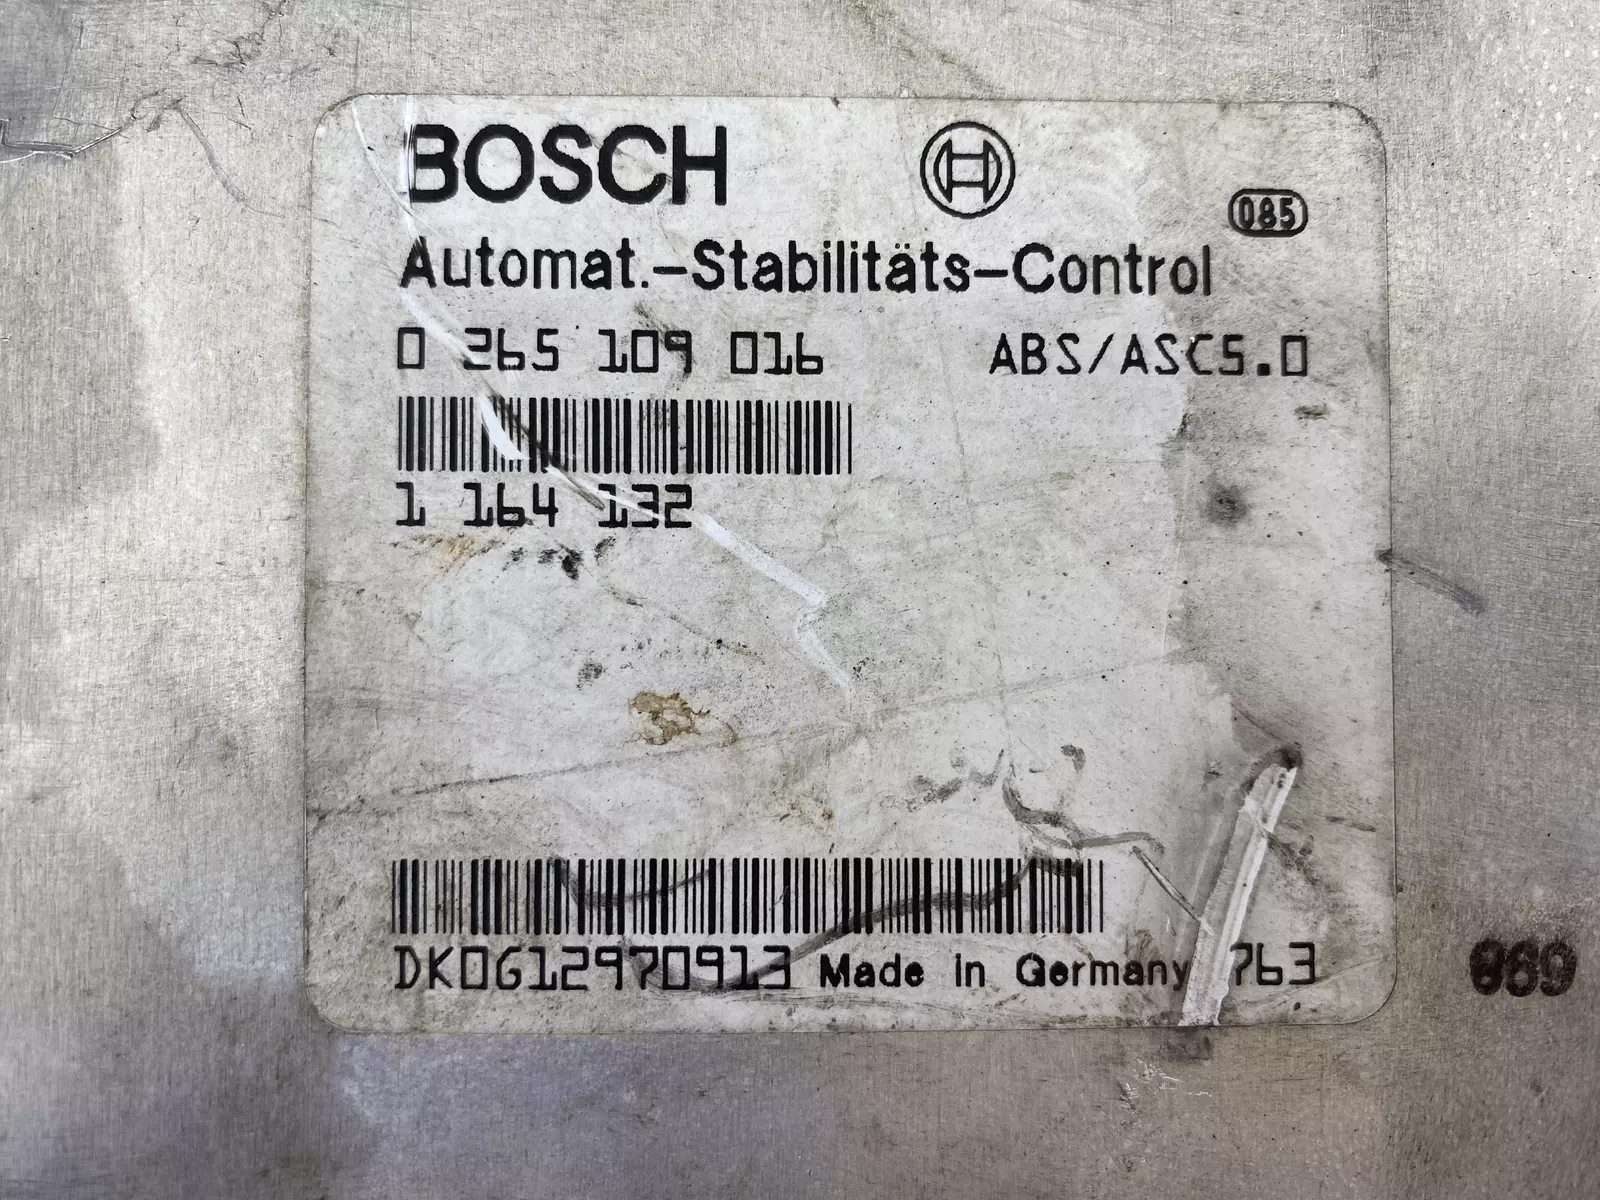 BOSCH
085
Automat.-Stabilitäts-Control
0 265 109 016 ABS/ASC5.0
1 164 132
DK0612970913 Made in Germany 763